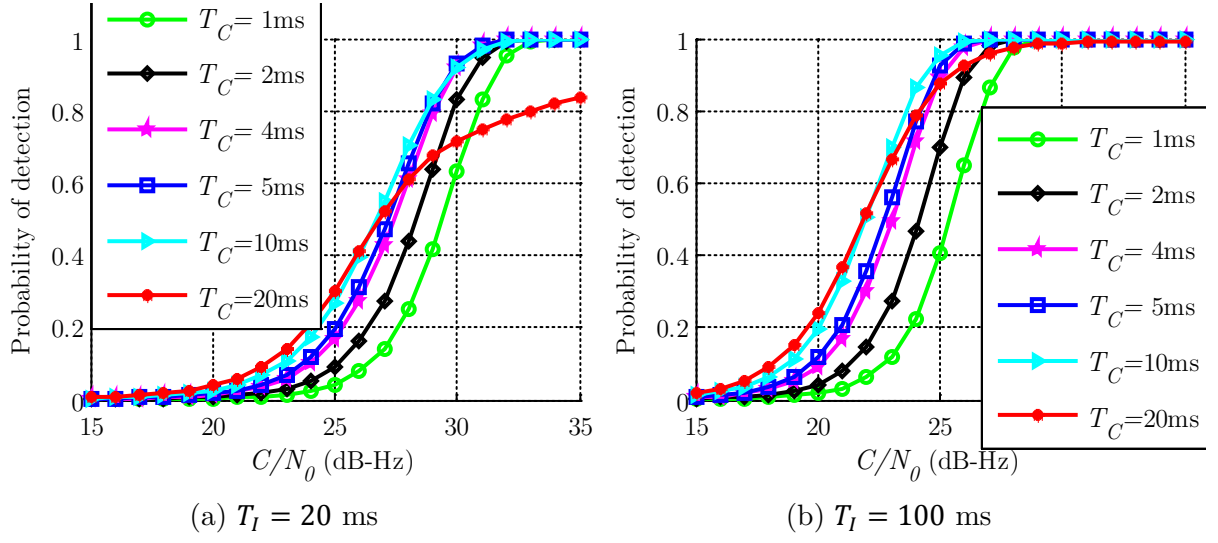 T_C= 1ms
T_C= 2ms
T_C= 4ms
T_C= 5ms
T_C=10ms
T_C=20ms
Probability of detection
1
0.8
0.6
0.4
0.2
0
15
20
25
30
35
C/N_0 (dB-Hz)
(a) T_I = 20 ms
T_C= 1ms
T_C= 2ms
T_C= 4ms
T_C= 5ms
T_C=10ms
T_C=20ms
Probability of detection
1
0.8
0.6
0.4
0.2
0
15
20
25
C/N_0 (dB-Hz)
(b) T_I = 100 ms